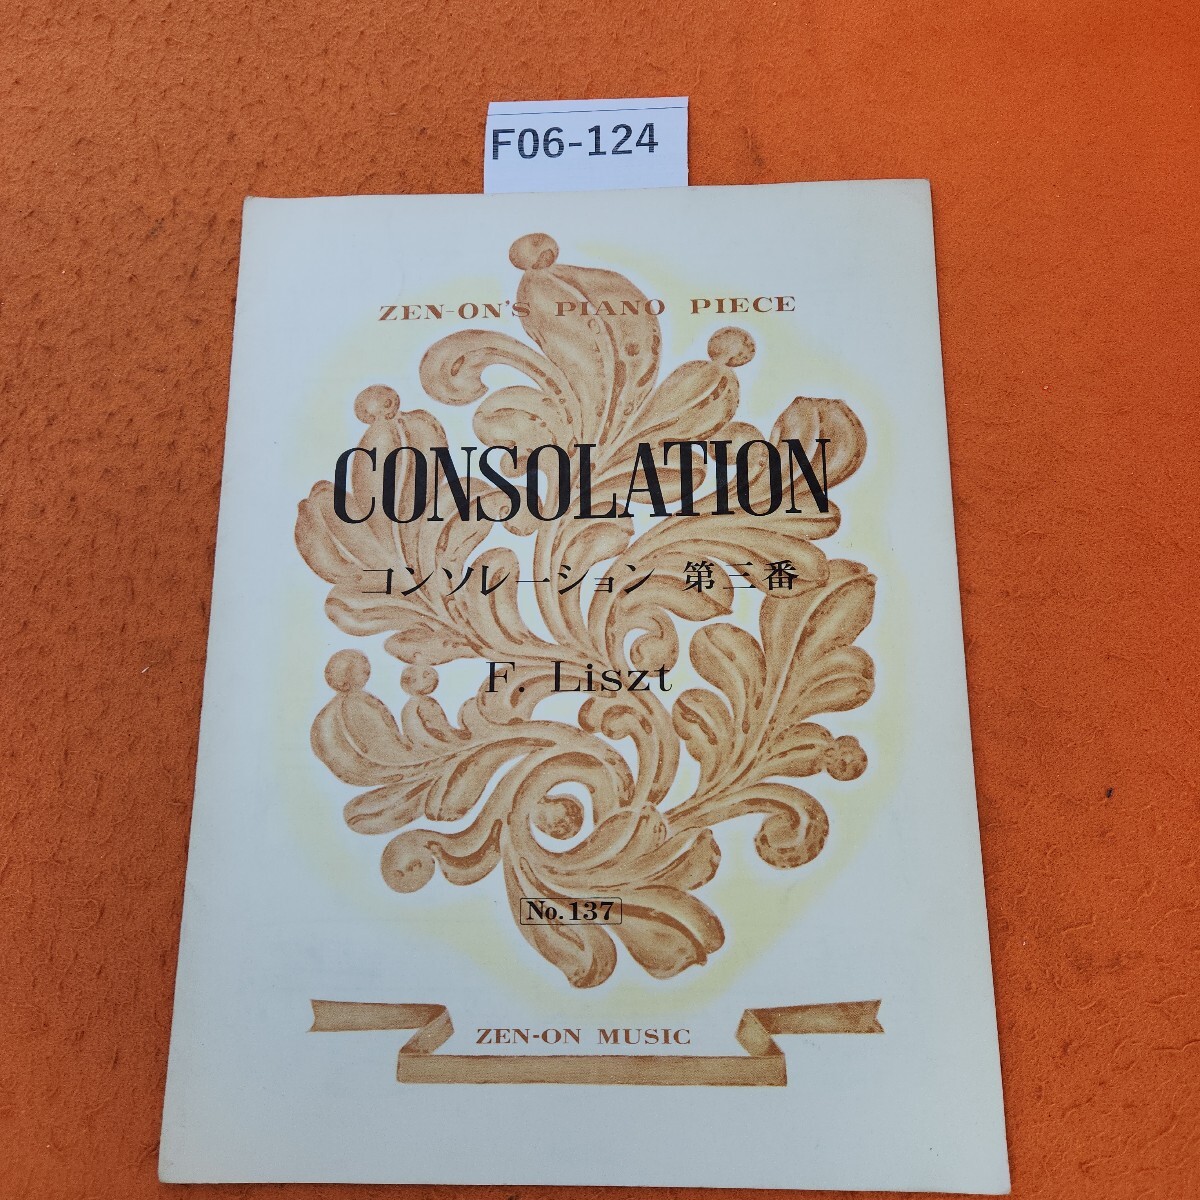 F06-124
ZEN-ON'S PIANO PIECE
CONSOLATION
コンソレーション 第三番
F. Liszt
No. 137
ZEN-ON MUSIC